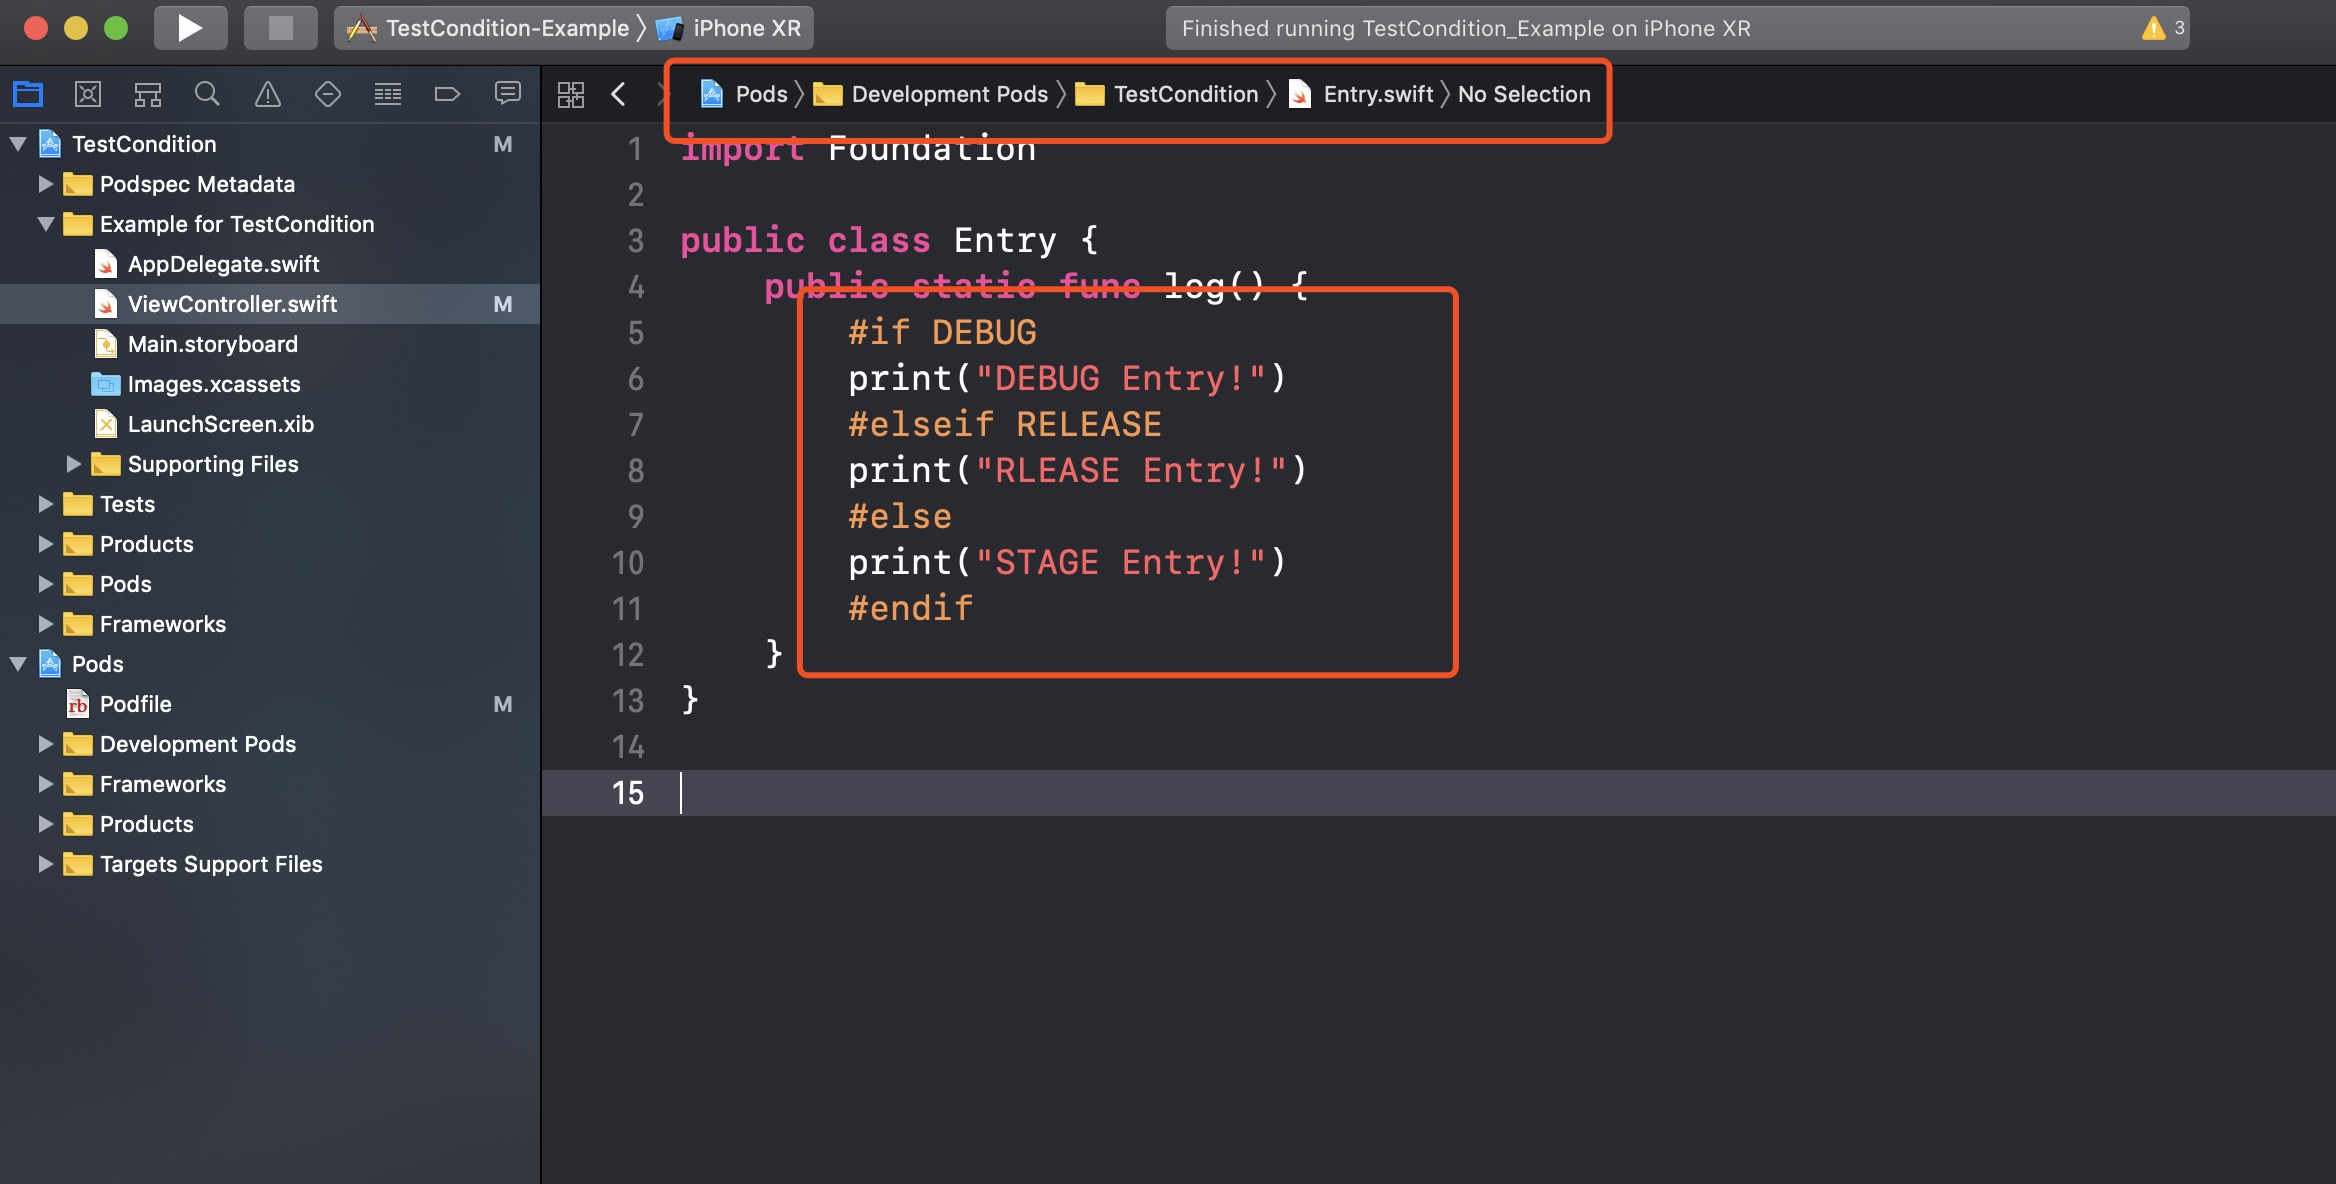 TestCondition-Example 〉 iPhone XR
Finished running TestCondition_Example on iPhone XR
3
Pods 〉 Development Pods 〉 TestCondition 〉 Entry.swift 〉 No Selection
TestCondition M
Podspec Metadata
Example for TestCondition
AppDelegate.swift
ViewController.swift M
Main.storyboard
Images.xcassets
LaunchScreen.xib
Supporting Files
Tests
Products
Pods
Frameworks
Pods
rb Podfile M
Development Pods
Frameworks
Products
Targets Support Files
1 import Foundation
2
3 public class Entry {
4 public static func log() {
5 #if DEBUG
6 print("DEBUG Entry!")
7 #elseif RELEASE
8 print("RLEASE Entry!")
9 #else
10 print("STAGE Entry!")
11 #endif
12 }
13 }
14
15